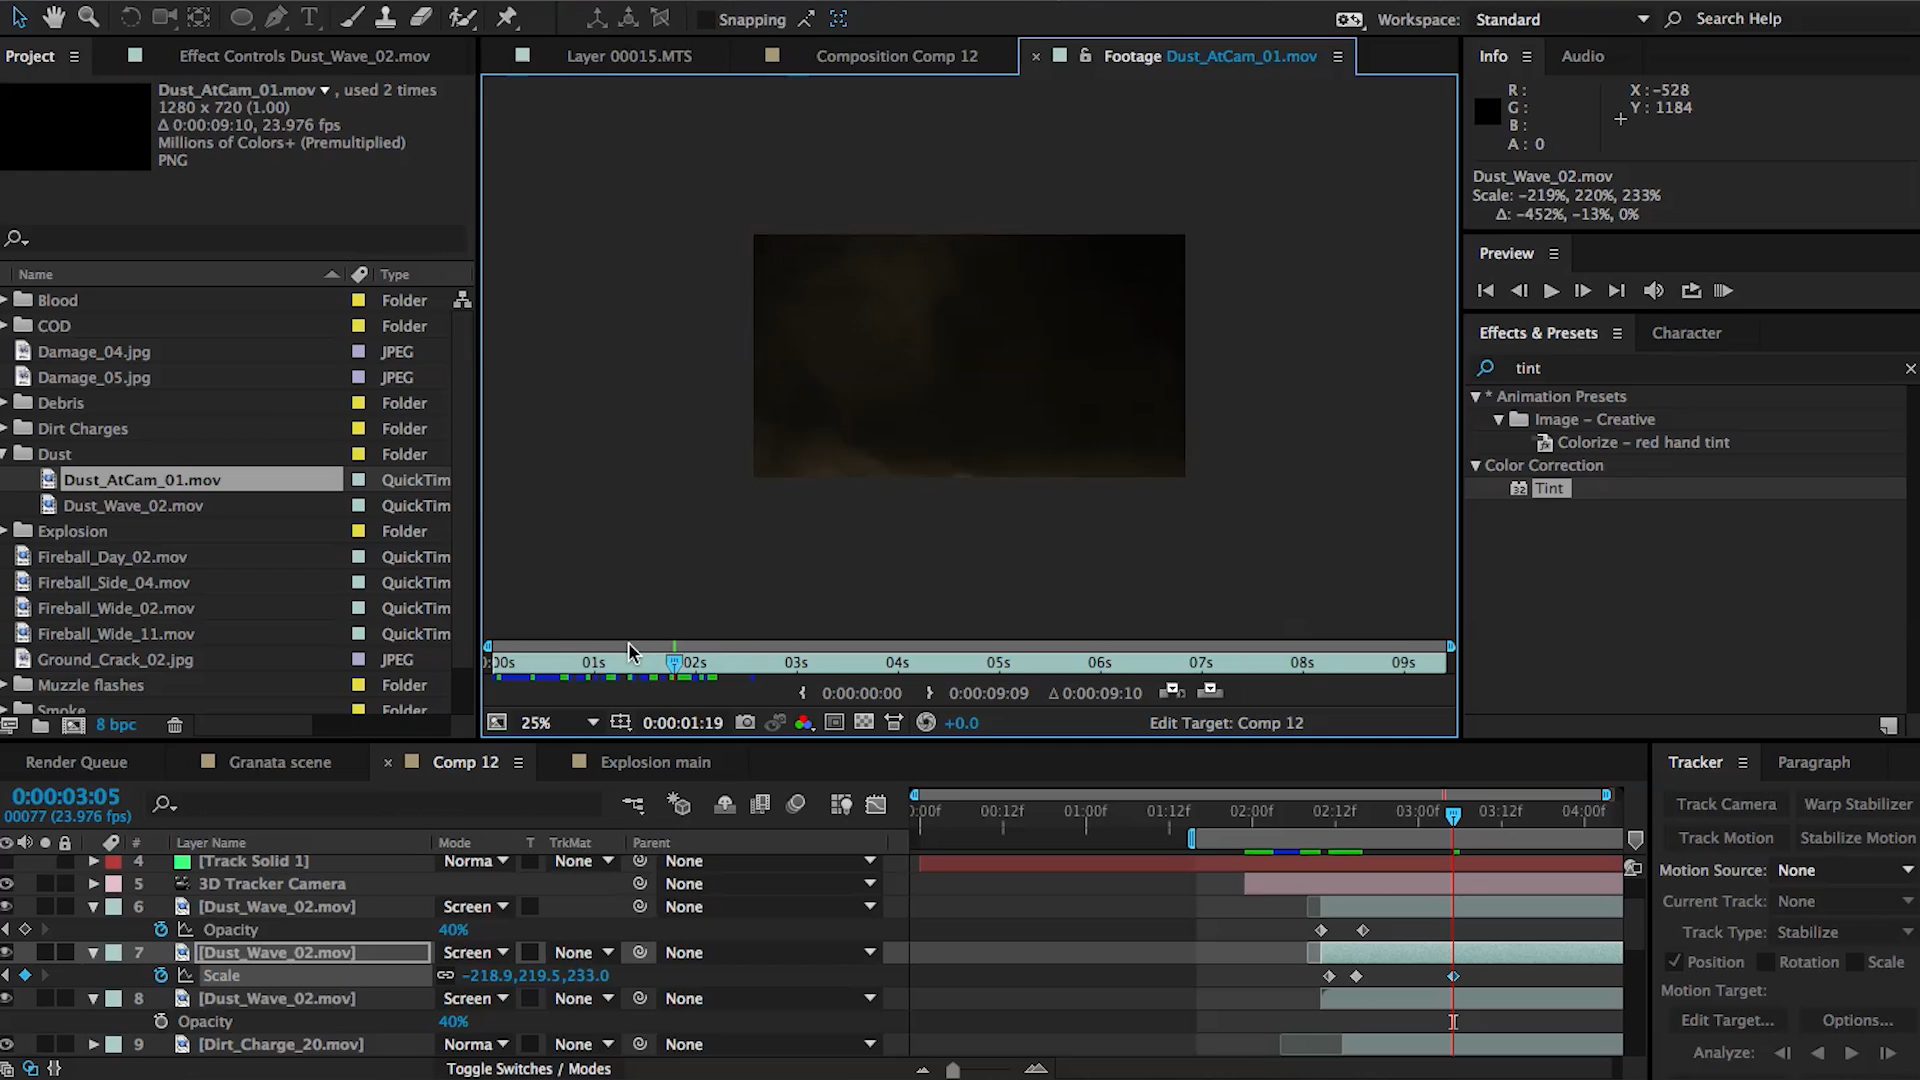 Snapping
Workspace: Standard
Search Help
Project
Effect Controls Dust_Wave_02.mov
Layer 00015.MTS
Composition Comp 12
× Footage Dust_AtCam_01.mov
Info
Audio
Dust_AtCam_01.mov ▼ , used 2 times
1280 x 720 (1.00)
Δ 0:00:09:10, 23.976 fps
Millions of Colors+ (Premultiplied)
PNG
R :
G :
B :
A : 0
X : -528
Y : 1184
Dust_Wave_02.mov
Scale: -219%, 220%, 233%
Δ: -452%, -13%, 0%
Preview
Effects & Presets
Character
tint
* Animation Presets
Image – Creative
Colorize – red hand tint
Color Correction
32 Tint
Name Type
Blood Folder
COD Folder
Damage_04.jpg JPEG
Damage_05.jpg JPEG
Debris Folder
Dirt Charges Folder
Dust Folder
Dust_AtCam_01.mov QuickTim
Dust_Wave_02.mov QuickTim
Explosion Folder
Fireball_Day_02.mov QuickTim
Fireball_Side_04.mov QuickTim
Fireball_Wide_02.mov QuickTim
Fireball_Wide_11.mov QuickTim
Ground_Crack_02.jpg JPEG
Muzzle flashes Folder
Smoke Folder
8 bpc
):00s 01s 02s 03s 04s 05s 06s 07s 08s 09s
{ 0:00:00:00 } 0:00:09:09 Δ 0:00:09:10
25% 0:00:01:19 +0.0 Edit Target: Comp 12
Render Queue
Granata scene
× Comp 12
Explosion main
0:00:03:05
00077 (23.976 fps)
):00f 00:12f 01:00f 01:12f 02:00f 02:12f 03:00f 03:12f 04:00f
# Layer Name Mode T TrkMat Parent
4 [Track Solid 1] Norma None None
5 3D Tracker Camera None
6 [Dust_Wave_02.mov] Screen None
Opacity 40%
7 [Dust_Wave_02.mov] Screen None None
Scale -218.9,219.5,233.0
8 [Dust_Wave_02.mov] Screen None None
Opacity 40%
9 [Dirt_Charge_20.mov] Norma None None
Toggle Switches / Modes
Tracker
Paragraph
Track Camera Warp Stabilizer
Track Motion Stabilize Motion
Motion Source: None
Current Track: None
Track Type: Stabilize
Position Rotation Scale
Motion Target:
Edit Target... Options...
Analyze: